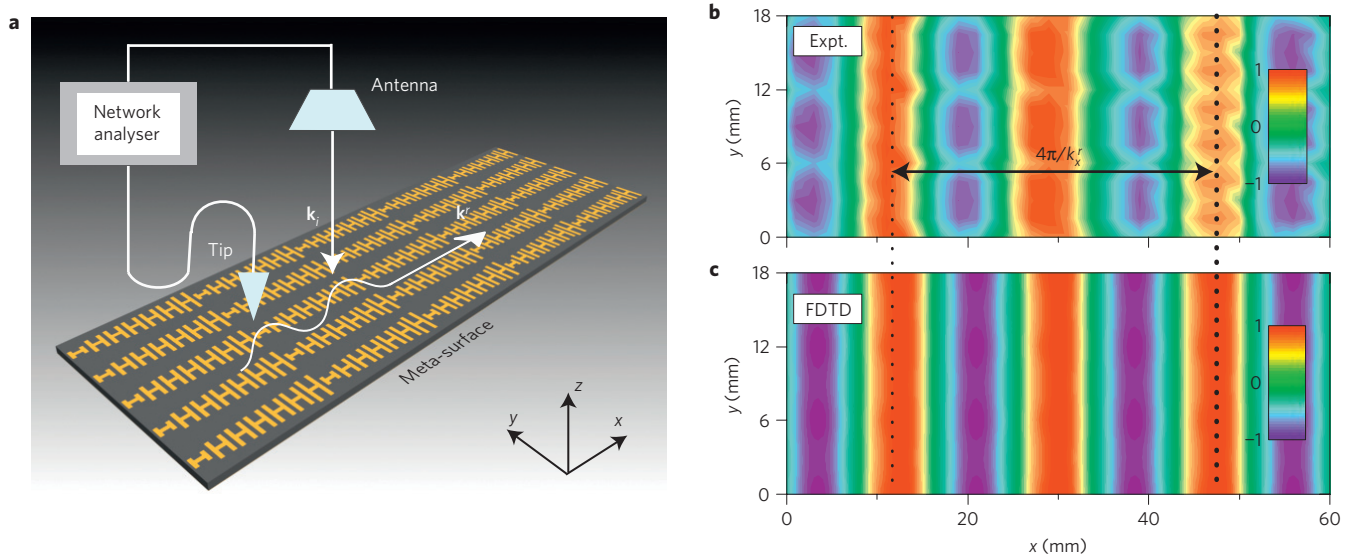 a
Network
analyser
Antenna
Tip
k_i
k^r
Meta-surface
y
z
x
b
18
12
6
0
y (mm)
Expt.
1
0
−1
4π/k_x^r
c
18
12
6
0
y (mm)
FDTD
1
0
−1
0
20
40
60
x (mm)